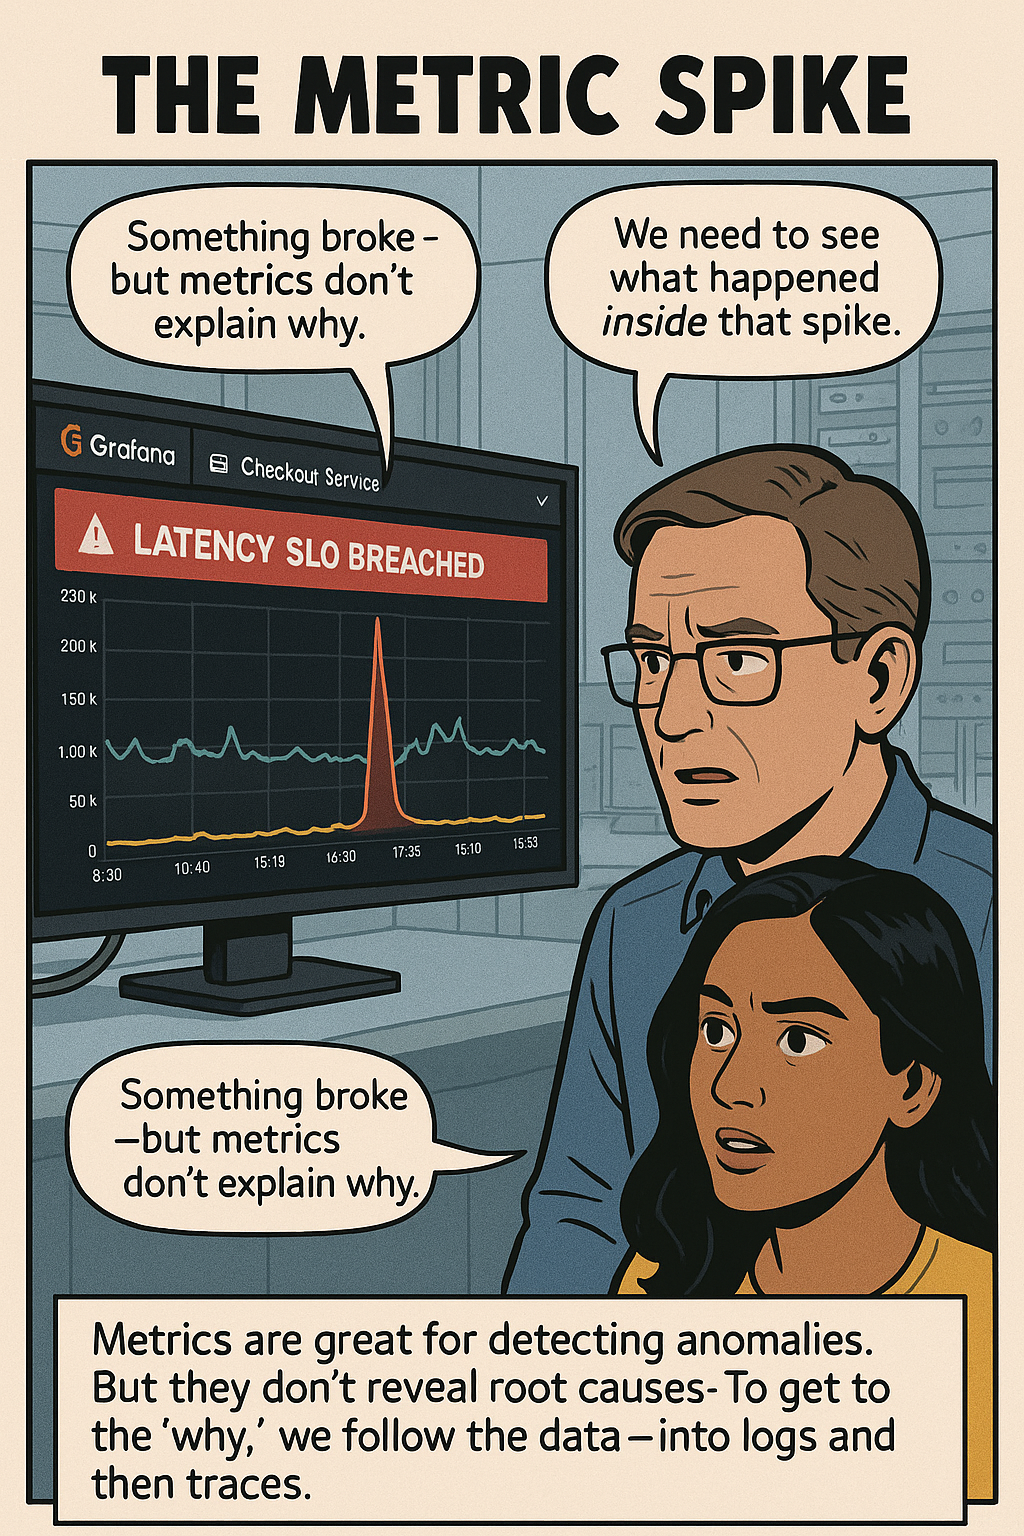 THE METRIC SPIKE
Something broke –
but metrics don't
explain why.
We need to see
what happened
inside that spike.
Grafana
Checkout Service
LATENCY SLO BREACHED
230 k
200 k
150 k
1.00 k
50 k
0
8:30
10:40
15:19
16:30
17:35
15:10
15:53
Something broke
—but metrics
don't explain why.
Metrics are great for detecting anomalies.
But they don't reveal root causes- To get to
the 'why,' we follow the data—into logs and
then traces.